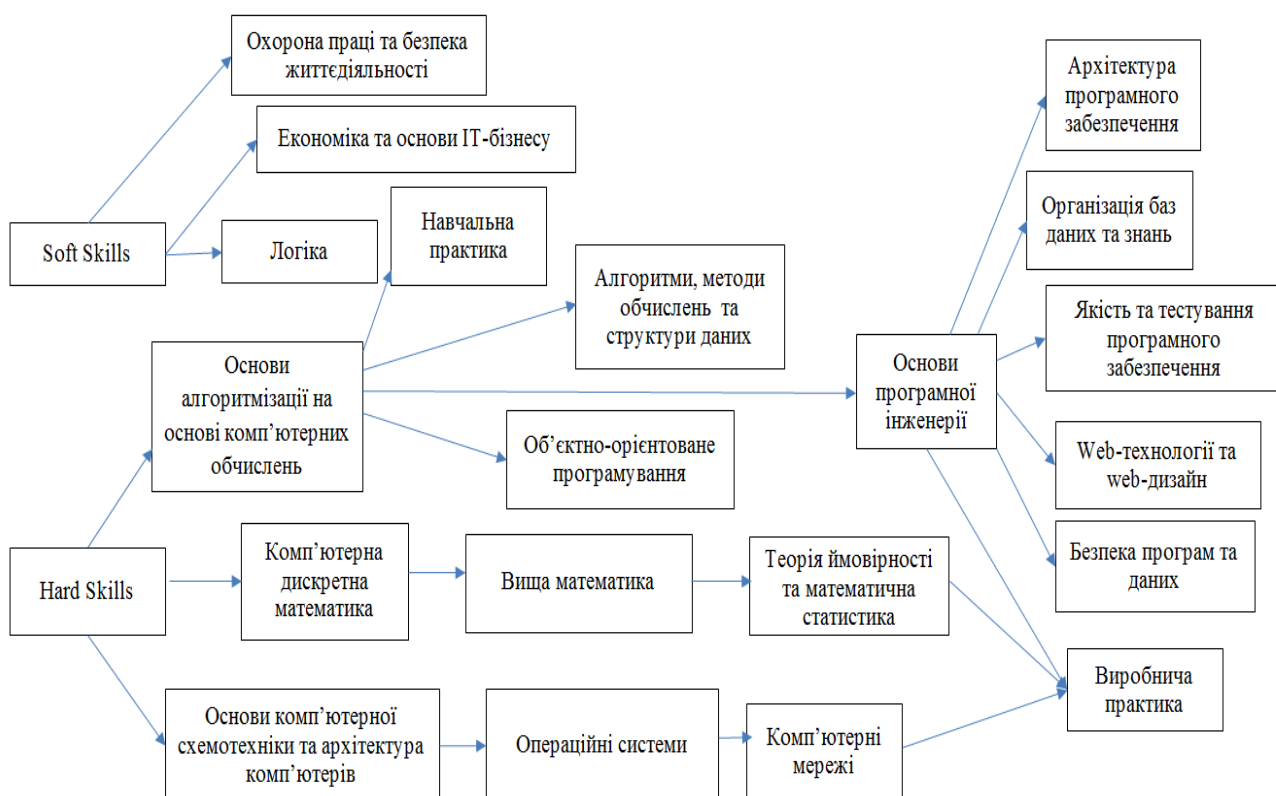 Охорона праці та безпека
життєдіяльності
Економіка та основи ІТ-бізнесу
Soft Skills
Логіка
Навчальна
практика
Алгоритми, методи
обчислень та
структури даних
Архітектура
програмного
забезпечення
Організація баз
даних та знань
Якість та тестування
програмного
забезпечення
Основи
алгоритмізації на
основі комп’ютерних
обчислень
Основи
програмної
інженерії
Об’єктно-орієнтоване
програмування
Web-технології та
web-дизайн
Hard Skills
Комп’ютерна
дискретна
математика
Вища математика
Теорія ймовірності
та математична
статистика
Безпека програм та
даних
Основи комп’ютерної
схемотехніки та архітектура
комп’ютерів
Операційні системи
Комп’ютерні
мережі
Виробнича
практика